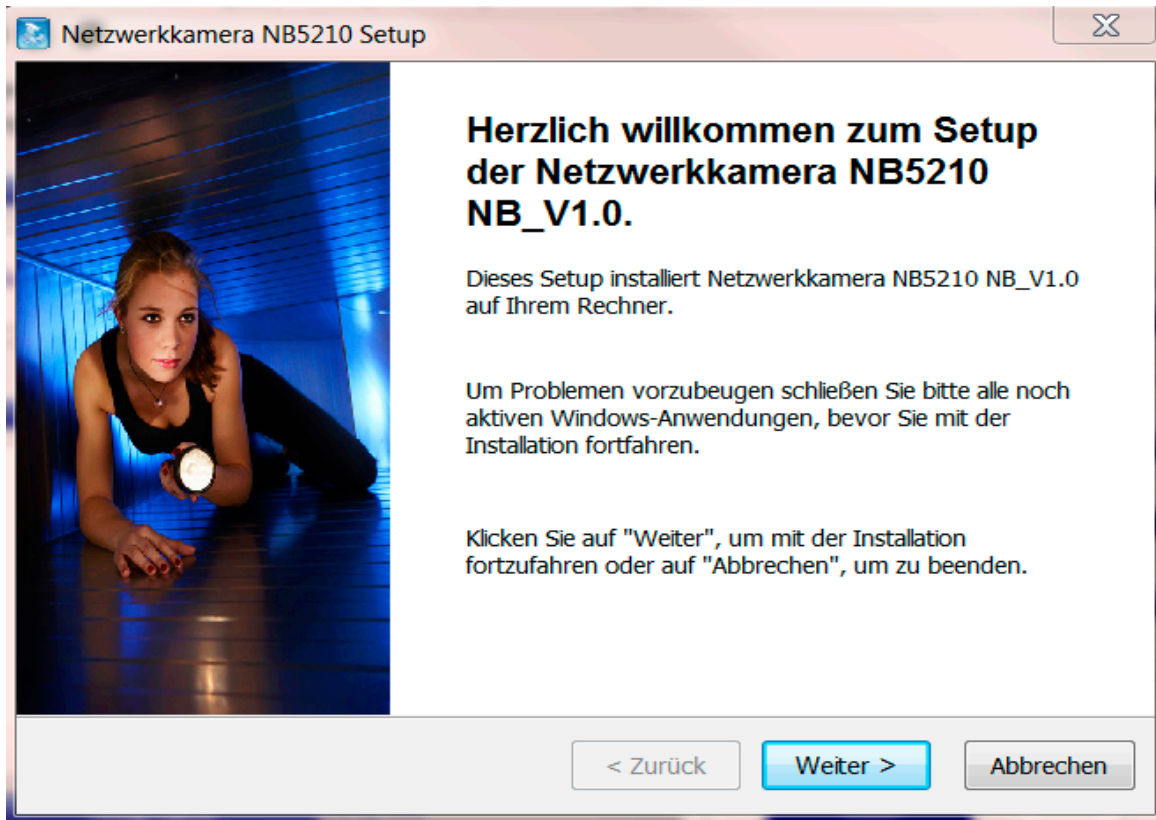 Netzwerkkamera NB5210 Setup
Herzlich willkommen zum Setup
der Netzwerkkamera NB5210
NB_V1.0.
Dieses Setup installiert Netzwerkkamera NB5210 NB_V1.0
auf Ihrem Rechner.
Um Problemen vorzubeugen schließen Sie bitte alle noch
aktiven Windows-Anwendungen, bevor Sie mit der
Installation fortfahren.
Klicken Sie auf "Weiter", um mit der Installation
fortzufahren oder auf "Abbrechen", um zu beenden.
< Zurück Weiter > Abbrechen